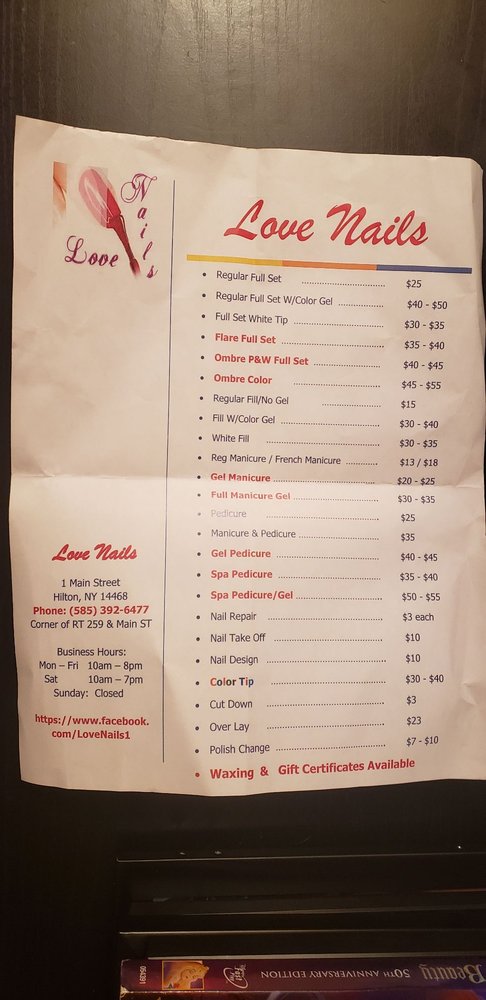 Love Nails
Love Nails
Regular Full Set ........ $25
Regular Full Set W/Color Gel ........ $40 - $50
Full Set White Tip ........ $30 - $35
Flare Full Set ........ $35 - $40
Ombre P&W Full Set ........ $40 - $45
Ombre Color ........ $45 - $55
Regular Fill/No Gel ........ $15
Fill W/Color Gel ........ $30 - $40
White Fill ........ $30 - $35
Reg Manicure / French Manicure ........ $13 / $18
Gel Manicure ........ $20 - $25
Full Manicure Gel ........ $30 - $35
Pedicure ........ $25
Manicure & Pedicure ........ $35
Gel Pedicure ........ $40 - $45
Spa Pedicure ........ $35 - $40
Spa Pedicure/Gel ........ $50 - $55
Nail Repair ........ $3 each
Nail Take Off ........ $10
Nail Design ........ $10
Color Tip ........ $30 - $40
Cut Down ........ $3
Over Lay ........ $23
Polish Change ........ $7 - $10
Waxing & Gift Certificates Available
Love Nails
1 Main Street
Hilton, NY 14468
Phone: (585) 392-6477
Corner of RT 259 & Main ST
Business Hours:
Mon – Fri 10am – 8pm
Sat 10am – 7pm
Sunday: Closed
https://www.facebook.
com/LoveNails1
Beauty 50TH ANNIVERSARY EDITION